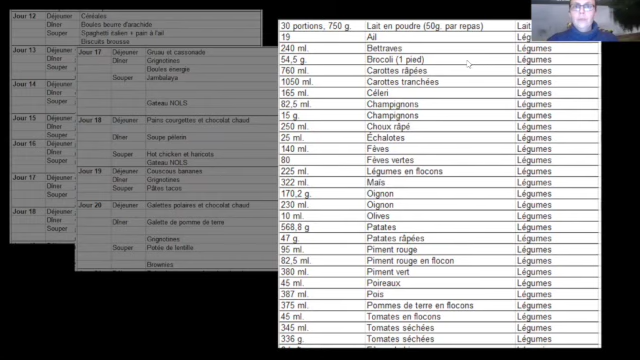 Jour 12 Déjeuner Céréales
Dîner Boules beurre d'arachide
Souper Spaghetti italien + pain à l'ail
Biscuits brousse
Jour 13 Déjeuner
Dîner
Souper
Jour 14 Déjeuner
Dîner
Souper
Jour 15 Déjeuner
Dîner
Souper
Jour 16 Déjeuner
Dîner
Souper
Jour 17 Déjeuner
Dîner
Souper
Jour 18 Déjeuner
Dîner
Souper
Jour 17 Déjeuner Gruau et cassonade
Dîner Grignotines
Boules énergie
Souper Jambalaya
Gateau NOLS
Jour 18 Déjeuner Pains courgettes et chocolat chaud
Dîner Soupe pèlerin
Souper Hot chicken et haricots
Gateau NOLS
Jour 19 Déjeuner Couscous bananes
Dîner Grignotines
Souper Pâtes tacos
Jour 20 Déjeuner Galettes polaires et chocolat chaud
Dîner Galette de pomme de terre
Grignotines
Souper Potée de lentille
Brownies
30 portions, 750 g. Lait en poudre (50g. par repas)
19 Ail Légu
240 ml. Bettraves Légumes
54,5 g. Brocoli (1 pied) Légumes
760 ml. Carottes râpées Légumes
1050 ml. Carottes tranchées Légumes
165 ml. Céleri Légumes
82,5 ml. Champignons Légumes
15 g. Champignons Légumes
250 ml. Choux râpé Légumes
25 ml. Échalotes Légumes
140 ml. Fèves Légumes
80 Fèves vertes Légumes
225 ml. Légumes en flocons Légumes
322 ml. Maïs Légumes
170,2 g. Oignon Légumes
230 ml. Oignon Légumes
10 ml. Olives Légumes
568,8 g Patates Légumes
47 g. Patates râpées Légumes
95 ml. Piment rouge Légumes
82,5 ml. Piment rouge en flocon Légumes
380 ml. Piment vert Légumes
45 ml. Poireaux Légumes
387 ml. Pois Légumes
375 ml. Pommes de terre en flocons Légumes
45 ml. Tomates en flocons Légumes
345 ml. Tomates séchées Légumes
336 g. Tomates séchées Légumes